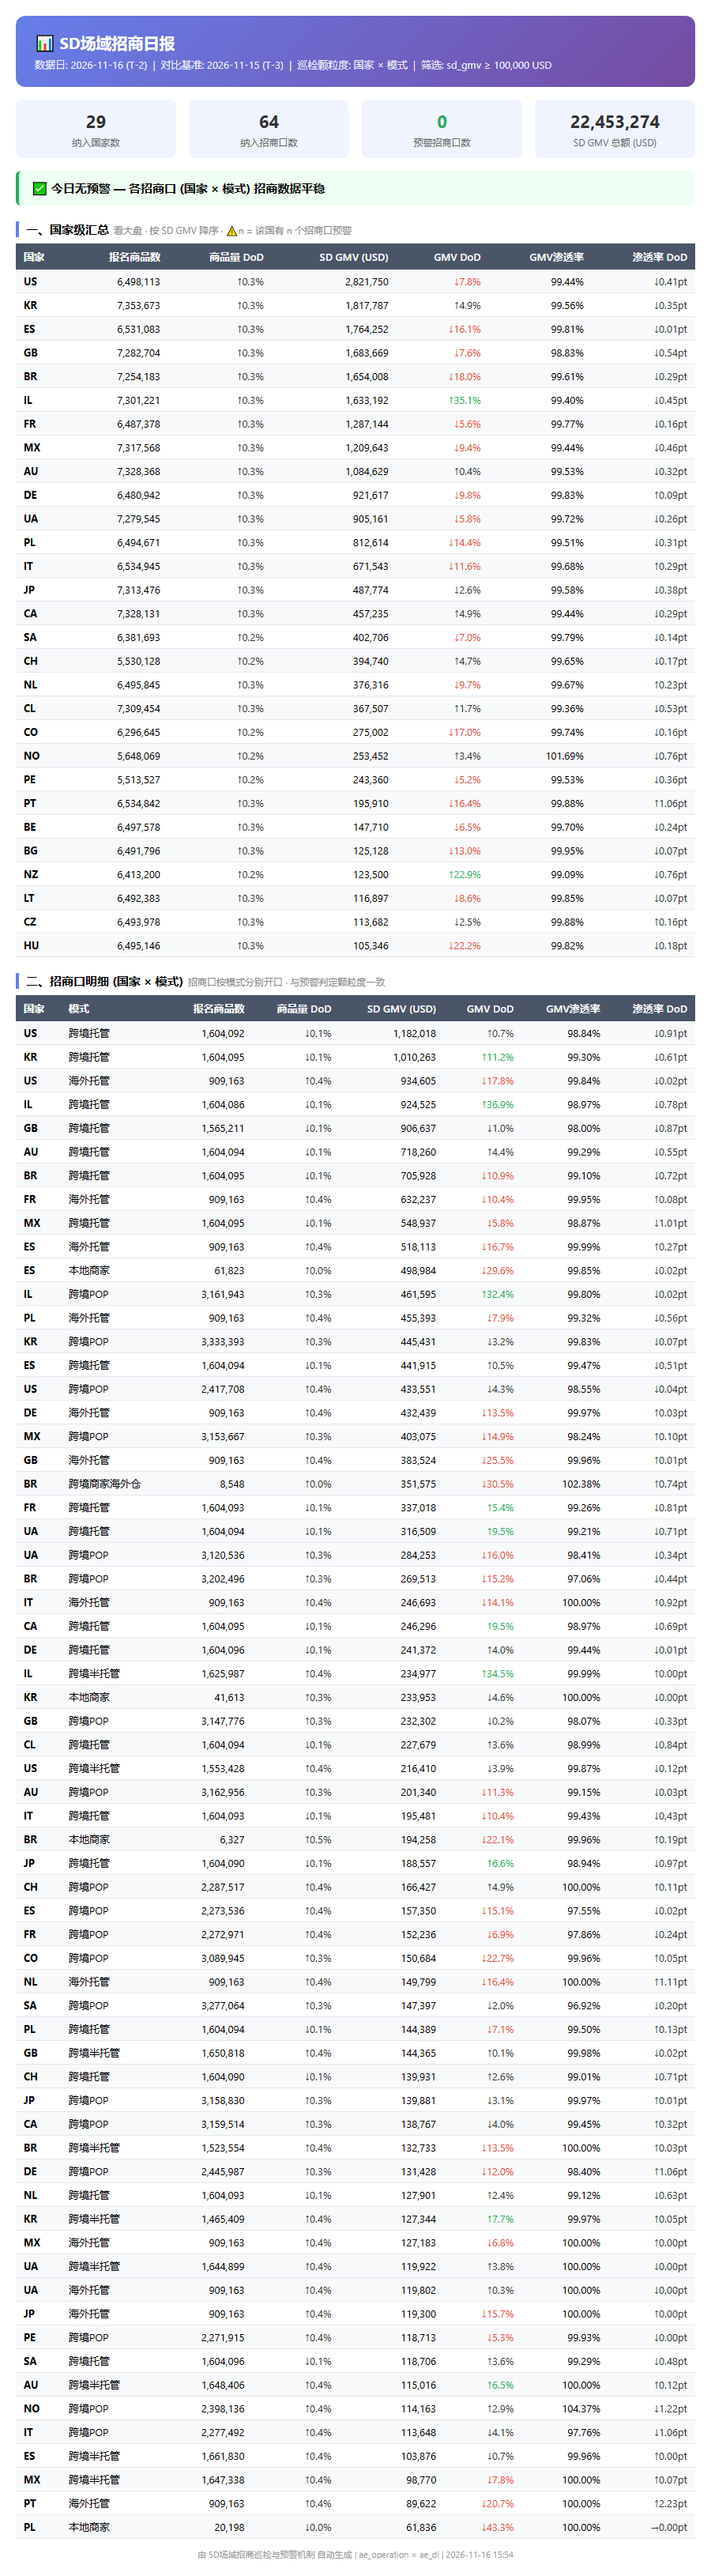 📊 SD场域招商日报
数据日: 2026-11-16 (T-2) | 对比基准: 2026-11-15 (T-3) | 巡检颗粒度: 国家 × 模式 | 筛选: sd_gmv ≥ 100,000 USD
29 64 0 22,453,274
纳入国家数 纳入招商口数 预警招商口数 SD GMV 总额 (USD)
✅ 今日无预警 — 各招商口 (国家 × 模式) 招商数据平稳
一、国家级汇总 看大盘 · 按 SD GMV 降序 · ⚠️n = 该国有 n 个招商口预警
国家 报名商品数 商品量 DoD SD GMV (USD) GMV DoD GMV渗透率 渗透率 DoD
US 6,498,113 ↑0.3% 2,821,750 ↓7.8% 99.44% ↓0.41pt
KR 7,353,673 ↑0.3% 1,817,787 ↑4.9% 99.56% ↓0.35pt
ES 6,531,083 ↑0.3% 1,764,252 ↓16.1% 99.81% ↓0.01pt
GB 7,282,704 ↑0.3% 1,683,669 ↓7.6% 98.83% ↓0.54pt
BR 7,254,183 ↑0.3% 1,654,008 ↓18.0% 99.61% ↓0.29pt
IL 7,301,221 ↑0.3% 1,633,192 ↑35.1% 99.40% ↓0.45pt
FR 6,487,378 ↑0.3% 1,287,144 ↓5.6% 99.77% ↓0.16pt
MX 7,317,568 ↑0.3% 1,209,643 ↓9.4% 99.44% ↓0.46pt
AU 7,328,368 ↑0.3% 1,084,629 ↑0.4% 99.53% ↓0.32pt
DE 6,480,942 ↑0.3% 921,617 ↓9.8% 99.83% ↑0.09pt
UA 7,279,545 ↑0.3% 905,161 ↓5.8% 99.72% ↓0.26pt
PL 6,494,671 ↑0.3% 812,614 ↓14.4% 99.51% ↓0.31pt
IT 6,534,945 ↑0.3% 671,543 ↓11.6% 99.68% ↑0.29pt
JP 7,313,476 ↑0.3% 487,774 ↓2.6% 99.58% ↓0.38pt
CA 7,328,131 ↑0.3% 457,235 ↑4.9% 99.44% ↓0.29pt
SA 6,381,693 ↑0.2% 402,706 ↓7.0% 99.79% ↓0.14pt
CH 5,530,128 ↑0.2% 394,740 ↑4.7% 99.65% ↓0.17pt
NL 6,495,845 ↑0.3% 376,316 ↓9.7% 99.67% ↑0.23pt
CL 7,309,454 ↑0.3% 367,507 ↑1.7% 99.36% ↓0.53pt
CO 6,296,645 ↑0.2% 275,002 ↓17.0% 99.74% ↓0.16pt
NO 5,648,069 ↑0.2% 253,452 ↑3.4% 101.69% ↓0.76pt
PE 5,513,527 ↑0.2% 243,360 ↓5.2% 99.53% ↓0.36pt
PT 6,534,842 ↑0.3% 195,910 ↓16.4% 99.88% ↑1.06pt
BE 6,497,578 ↑0.3% 147,710 ↓6.5% 99.70% ↓0.24pt
BG 6,491,796 ↑0.3% 125,128 ↓13.0% 99.95% ↓0.07pt
NZ 6,413,200 ↑0.2% 123,500 ↑22.9% 99.09% ↓0.76pt
LT 6,492,383 ↑0.3% 116,897 ↓8.6% 99.85% ↓0.07pt
CZ 6,493,978 ↑0.3% 113,682 ↓2.5% 99.88% ↑0.16pt
HU 6,495,146 ↑0.3% 105,346 ↓22.2% 99.82% ↓0.18pt
二、招商口明细 (国家 × 模式) 招商口按模式分别开口 · 与预警判定颗粒度一致
国家 模式 报名商品数 商品量 DoD SD GMV (USD) GMV DoD GMV渗透率 渗透率 DoD
US 跨境托管 1,604,092 ↓0.1% 1,182,018 ↑0.7% 98.84% ↓0.91pt
KR 跨境托管 1,604,095 ↓0.1% 1,010,263 ↑11.2% 99.30% ↓0.61pt
US 海外托管 909,163 ↑0.4% 934,605 ↓17.8% 99.84% ↓0.02pt
IL 跨境托管 1,604,086 ↓0.1% 924,525 ↑36.9% 98.97% ↓0.78pt
GB 跨境托管 1,565,211 ↓0.1% 906,637 ↓1.0% 98.00% ↓0.87pt
AU 跨境托管 1,604,094 ↓0.1% 718,260 ↑4.4% 99.29% ↓0.55pt
BR 跨境托管 1,604,095 ↓0.1% 705,928 ↓10.9% 99.10% ↓0.72pt
FR 海外托管 909,163 ↑0.4% 632,237 ↓10.4% 99.95% ↑0.08pt
MX 跨境托管 1,604,095 ↓0.1% 548,937 ↓5.8% 98.87% ↓1.01pt
ES 海外托管 909,163 ↑0.4% 518,113 ↓16.7% 99.99% ↑0.27pt
ES 本地商家 61,823 ↑0.0% 498,984 ↓29.6% 99.85% ↓0.02pt
IL 跨境POP 3,161,943 ↑0.3% 461,595 ↑32.4% 99.80% ↓0.02pt
PL 海外托管 909,163 ↑0.4% 455,393 ↓7.9% 99.32% ↓0.56pt
KR 跨境POP 3,333,393 ↑0.3% 445,431 ↓3.2% 99.83% ↓0.07pt
ES 跨境托管 1,604,094 ↓0.1% 441,915 ↑0.5% 99.47% ↓0.51pt
US 跨境POP 2,417,708 ↑0.4% 433,551 ↓4.3% 98.55% ↓0.04pt
DE 海外托管 909,163 ↑0.4% 432,439 ↓13.5% 99.97% ↑0.03pt
MX 跨境POP 3,153,667 ↑0.3% 403,075 ↓14.9% 98.24% ↑0.10pt
GB 海外托管 909,163 ↑0.4% 383,524 ↓25.5% 99.96% ↑0.01pt
BR 跨境商家海外仓 8,548 ↑0.0% 351,575 ↓30.5% 102.38% ↑0.74pt
FR 跨境托管 1,604,093 ↓0.1% 337,018 ↑5.4% 99.26% ↓0.81pt
UA 跨境托管 1,604,094 ↓0.1% 316,509 ↑9.5% 99.21% ↓0.71pt
UA 跨境POP 3,120,536 ↑0.3% 284,253 ↓16.0% 98.41% ↓0.34pt
BR 跨境POP 3,202,496 ↑0.3% 269,513 ↓15.2% 97.06% ↓0.44pt
IT 海外托管 909,163 ↑0.4% 246,693 ↓14.1% 100.00% ↑0.92pt
CA 跨境托管 1,604,095 ↓0.1% 246,296 ↑9.5% 98.97% ↓0.69pt
DE 跨境托管 1,604,096 ↓0.1% 241,372 ↑4.0% 99.44% ↓0.01pt
IL 跨境半托管 1,625,987 ↑0.4% 234,977 ↑34.5% 99.99% ↑0.00pt
KR 本地商家 41,613 ↑0.3% 233,953 ↓4.6% 100.00% ↓0.00pt
GB 跨境POP 3,147,776 ↑0.3% 232,302 ↓0.2% 98.07% ↓0.33pt
CL 跨境托管 1,604,094 ↓0.1% 227,679 ↑3.6% 98.99% ↓0.84pt
US 跨境半托管 1,553,428 ↑0.4% 216,410 ↓3.9% 99.87% ↓0.12pt
AU 跨境POP 3,162,956 ↑0.3% 201,340 ↓11.3% 99.15% ↓0.03pt
IT 跨境托管 1,604,093 ↓0.1% 195,481 ↓10.4% 99.43% ↓0.43pt
BR 本地商家 6,327 ↑0.5% 194,258 ↓22.1% 99.96% ↑0.19pt
JP 跨境托管 1,604,090 ↓0.1% 188,557 ↑6.6% 98.94% ↓0.97pt
CH 跨境POP 2,287,517 ↑0.4% 166,427 ↑4.9% 100.00% ↑0.11pt
ES 跨境POP 2,273,536 ↑0.4% 157,350 ↓15.1% 97.55% ↓0.02pt
FR 跨境POP 2,272,971 ↑0.4% 152,236 ↓6.9% 97.86% ↓0.24pt
CO 跨境POP 3,089,945 ↑0.3% 150,684 ↓22.7% 99.96% ↑0.05pt
NL 海外托管 909,163 ↑0.4% 149,799 ↓16.4% 100.00% ↑1.11pt
SA 跨境POP 3,277,064 ↑0.3% 147,397 ↓2.0% 96.92% ↓0.20pt
PL 跨境托管 1,604,094 ↓0.1% 144,389 ↓7.1% 99.50% ↑0.13pt
GB 跨境半托管 1,650,818 ↑0.4% 144,365 ↑0.1% 99.98% ↓0.02pt
CH 跨境托管 1,604,090 ↓0.1% 139,931 ↑2.6% 99.01% ↓0.71pt
JP 跨境POP 3,158,830 ↑0.3% 139,881 ↓3.1% 99.97% ↑0.01pt
CA 跨境POP 3,159,514 ↑0.3% 138,767 ↓4.0% 99.45% ↑0.32pt
BR 跨境半托管 1,523,554 ↑0.4% 132,733 ↓13.5% 100.00% ↑0.03pt
DE 跨境POP 2,445,987 ↑0.3% 131,428 ↓12.0% 98.40% ↑1.06pt
NL 跨境托管 1,604,093 ↓0.1% 127,901 ↑2.4% 99.12% ↓0.63pt
KR 跨境半托管 1,465,409 ↑0.4% 127,344 ↑7.7% 99.97% ↑0.05pt
MX 海外托管 909,163 ↑0.4% 127,183 ↓6.8% 100.00% ↑0.00pt
UA 跨境半托管 1,644,899 ↑0.4% 119,922 ↑3.8% 100.00% ↓0.00pt
UA 海外托管 909,163 ↑0.4% 119,802 ↑0.3% 100.00% ↓0.00pt
JP 海外托管 909,163 ↑0.4% 119,300 ↓15.7% 100.00% ↑0.00pt
PE 跨境POP 2,271,915 ↑0.4% 118,713 ↓5.3% 99.93% ↓0.00pt
SA 跨境托管 1,604,096 ↓0.1% 118,706 ↑3.6% 99.29% ↓0.48pt
AU 跨境半托管 1,648,406 ↑0.4% 115,016 ↑6.5% 100.00% ↑0.12pt
NO 跨境POP 2,398,136 ↑0.4% 114,163 ↑2.9% 104.37% ↓1.22pt
IT 跨境POP 2,277,492 ↑0.4% 113,648 ↓4.1% 97.76% ↓1.06pt
ES 跨境半托管 1,661,830 ↑0.4% 103,876 ↓0.7% 99.96% ↑0.00pt
MX 跨境半托管 1,647,338 ↑0.4% 98,770 ↓7.8% 100.00% ↑0.07pt
PT 海外托管 909,163 ↑0.4% 89,622 ↓20.7% 100.00% ↑2.23pt
PL 本地商家 20,198 ↓0.0% 61,836 ↓43.3% 100.00% →0.00pt
由 SD场域招商巡检与预警机制 自动生成 | ae_operation × ae_di | 2026-11-16 15:54